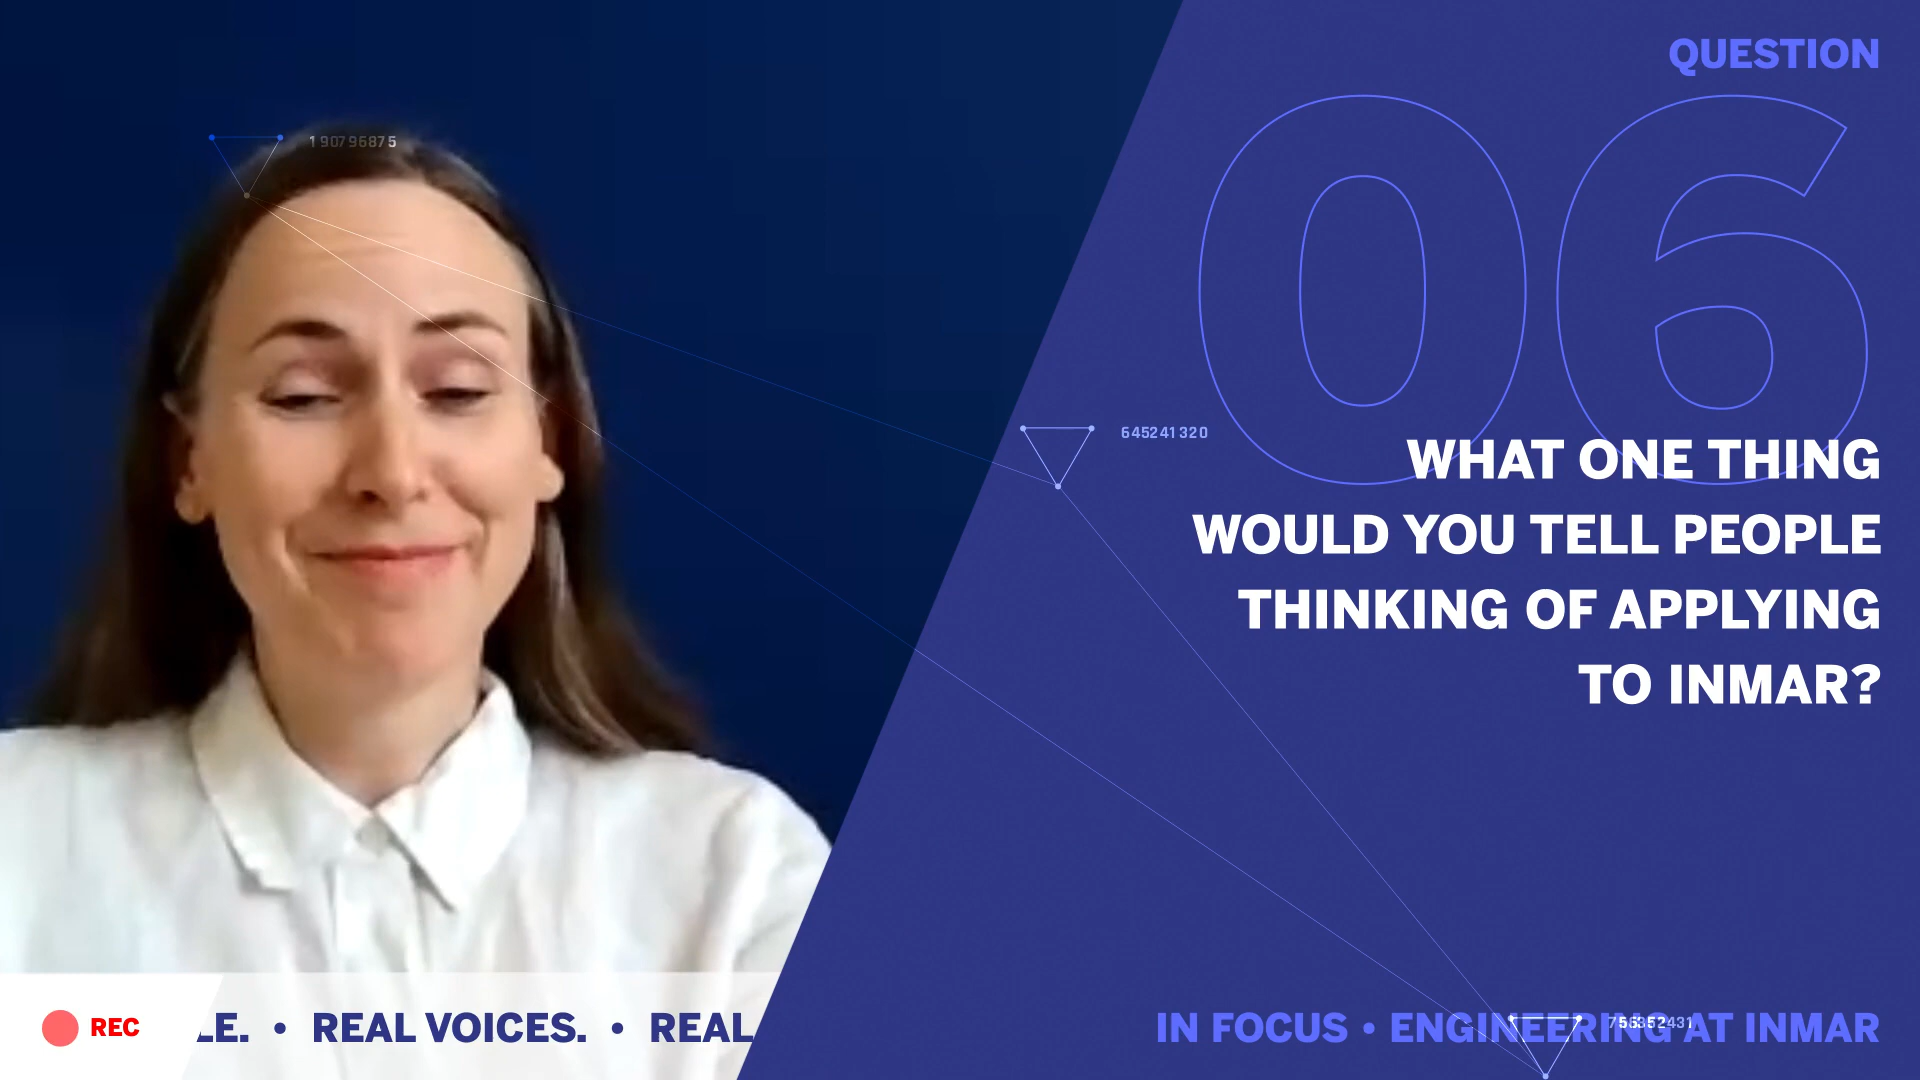 QUESTION
06
190796875
645241320
WHAT ONE THING
WOULD YOU TELL PEOPLE
THINKING OF APPLYING
TO INMAR?
REC
LE. • REAL VOICES. • REAL
IN FOCUS • ENGINEERING AT INMAR
756352431